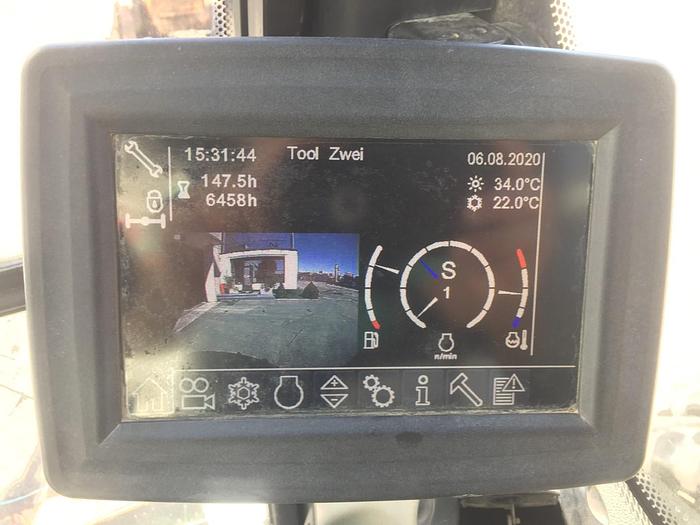 15:31:44 Tool Zwei 06.08.2020
147.5h 34.0°C
6458h 22.0°C
S
1
n/min